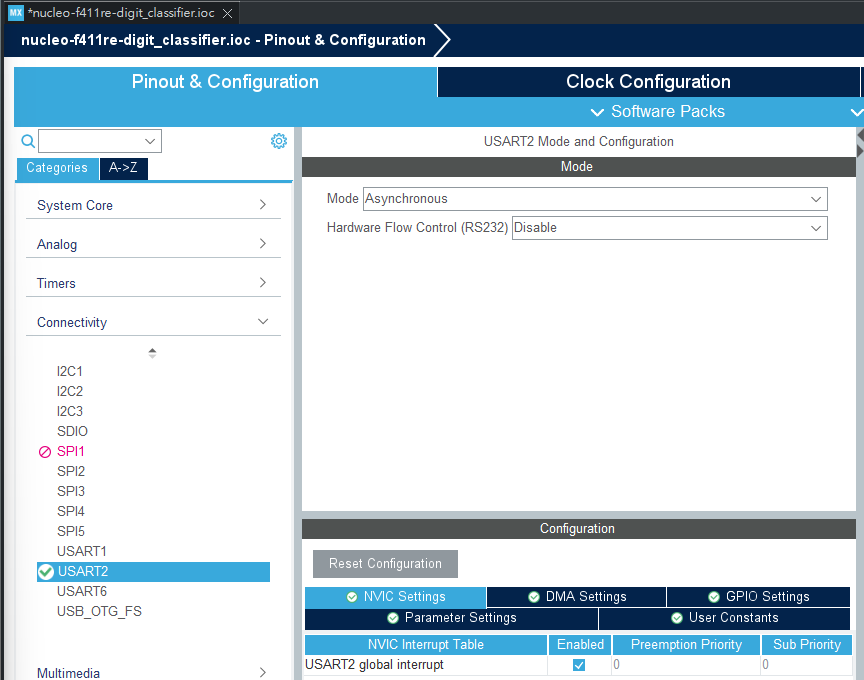 MX *nucleo-f411re-digit_classifier.ioc
nucleo-f411re-digit_classifier.ioc - Pinout & Configuration
Pinout & Configuration
Clock Configuration
Software Packs
Categories A->Z
System Core
Analog
Timers
Connectivity
I2C1
I2C2
I2C3
SDIO
SPI1
SPI2
SPI3
SPI4
SPI5
USART1
USART2
USART6
USB_OTG_FS
Multimedia
USART2 Mode and Configuration
Mode
Mode Asynchronous
Hardware Flow Control (RS232) Disable
Configuration
Reset Configuration
NVIC Settings DMA Settings GPIO Settings
Parameter Settings User Constants
NVIC Interrupt Table Enabled Preemption Priority Sub Priority
USART2 global interrupt 0 0